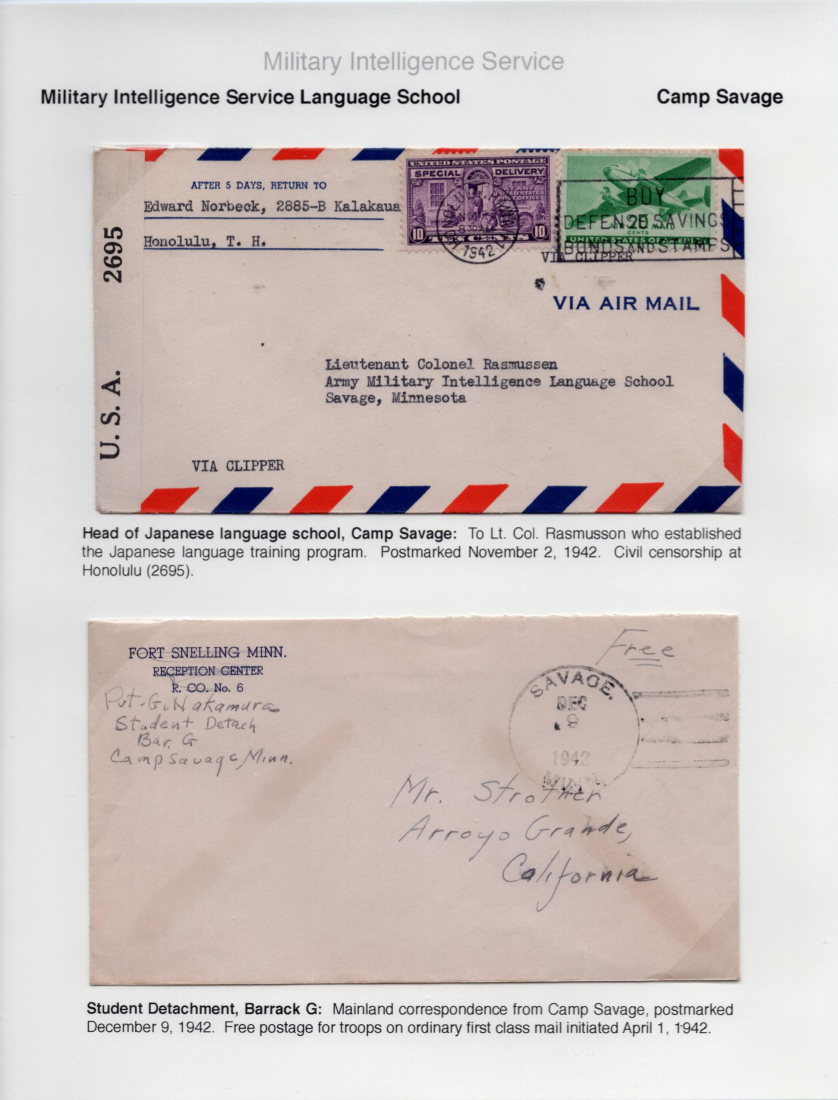 Military Intelligence Service
Military Intelligence Service Language School
Camp Savage
U.S.A. 2695
AFTER 5 DAYS, RETURN TO
Edward Norbeck, 2885-B Kalakaua
Honolulu, T. H.
UNITED STATES POSTAGE
SPECIAL DELIVERY
10 10
1942
20
CENTS
BUY
DEFENSE SAVINGS
BONDS AND STAMPS
VIA CLIPPER
VIA AIR MAIL
Lieutenant Colonel Rasmussen
Army Military Intelligence Language School
Savage, Minnesota
VIA CLIPPER
Head of Japanese language school, Camp Savage: To Lt. Col. Rasmusson who established
the Japanese language training program. Postmarked November 2, 1942. Civil censorship at
Honolulu (2695).
FORT SNELLING MINN.
RECEPTION CENTER
R. CO. No. 6
Pvt. G. Nakamura
Student Detach
Bar. G
Camp Savage, Minn.
Free
SAVAGE,
DEC
9
1942
MINN.
Mr. Strother
Arroyo Grande,
California
Student Detachment, Barrack G: Mainland correspondence from Camp Savage, postmarked
December 9, 1942. Free postage for troops on ordinary first class mail initiated April 1, 1942.